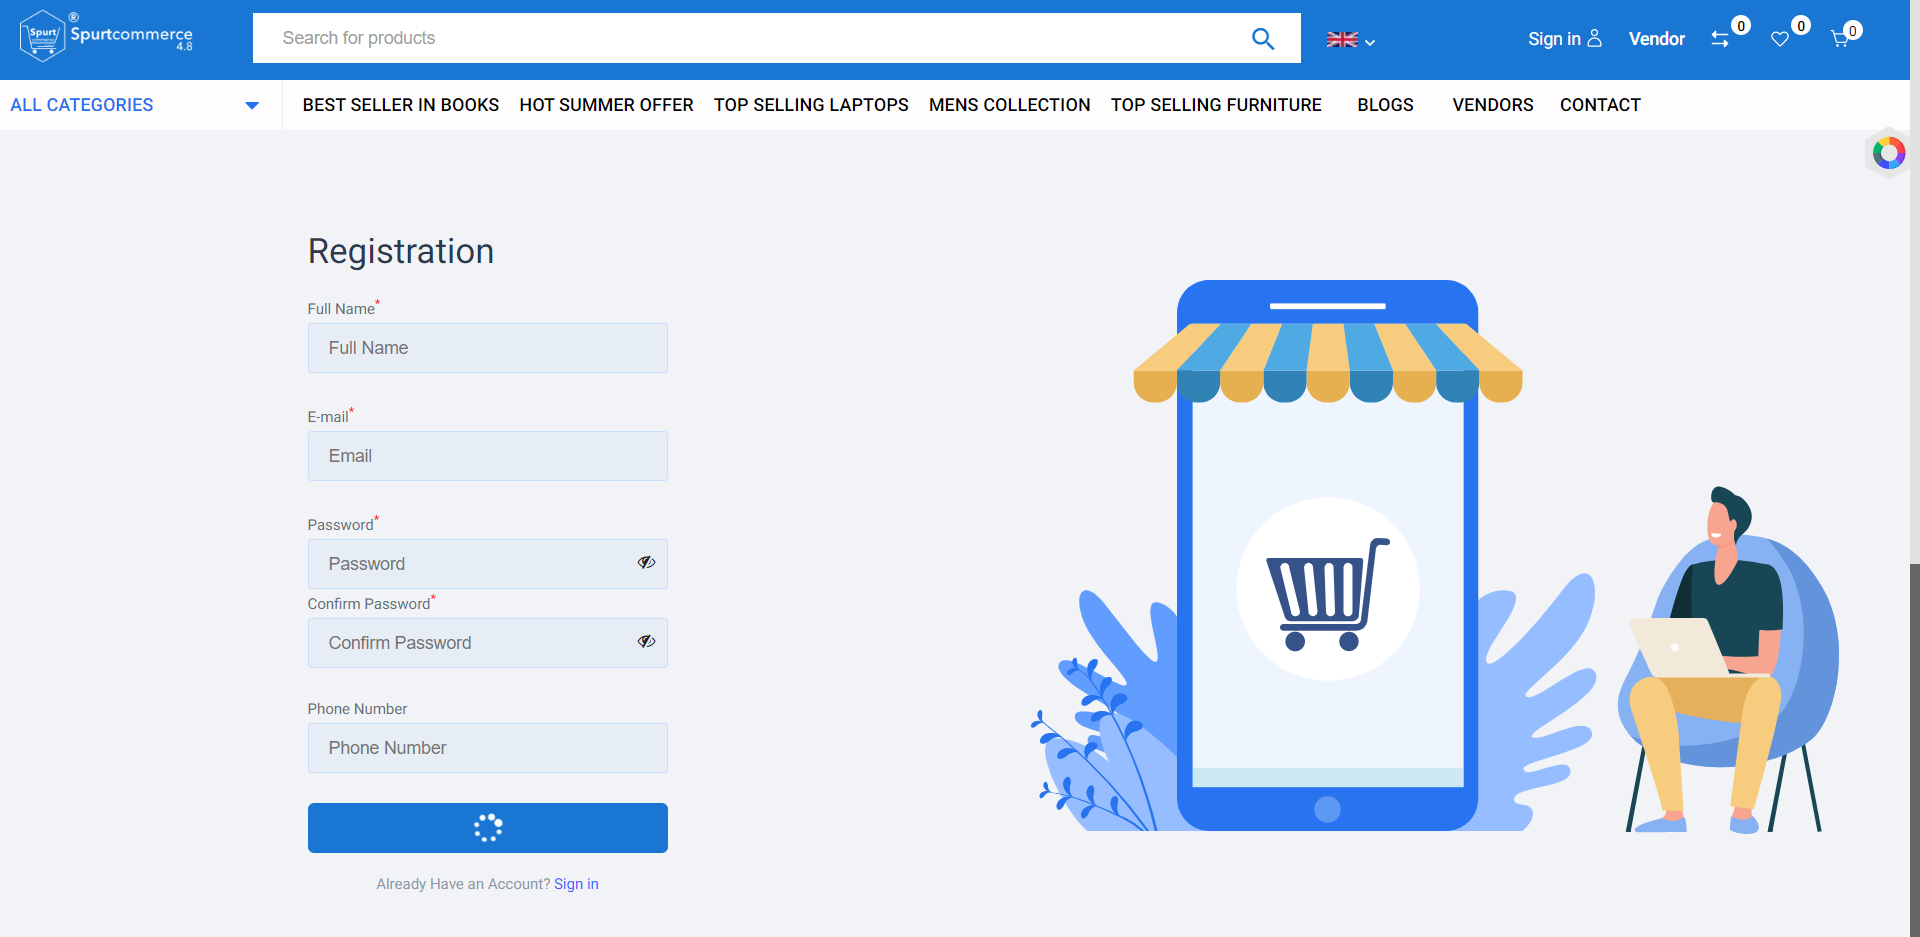 Spurt
®
Spurtcommerce
4.8
Search for products
Sign in
Vendor
0
0
0
ALL CATEGORIES
BEST SELLER IN BOOKS
HOT SUMMER OFFER
TOP SELLING LAPTOPS
MENS COLLECTION
TOP SELLING FURNITURE
BLOGS
VENDORS
CONTACT
Registration
Full Name*
Full Name
E-mail*
Email
Password*
Password
Confirm Password*
Confirm Password
Phone Number
Phone Number
Already Have an Account? Sign in